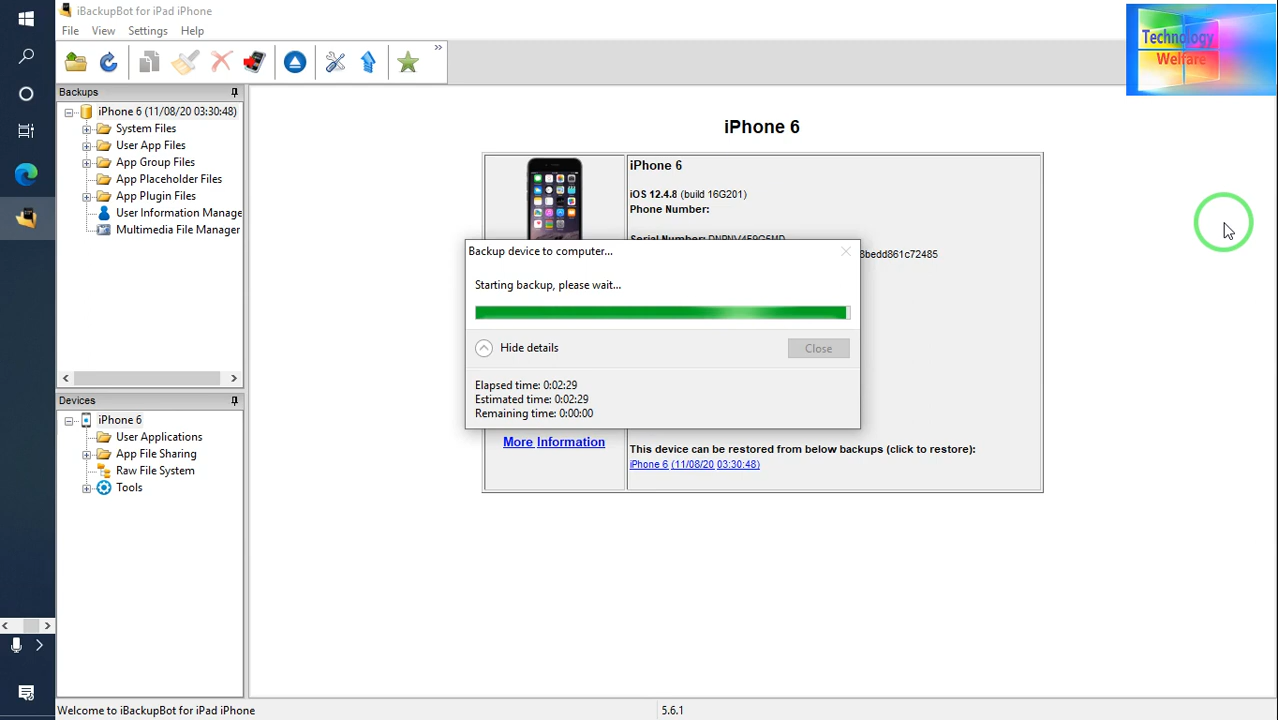 iBackupBot for iPad iPhone
File View Settings Help
»
Technology
Welfare
Backups
iPhone 6 (11/08/20 03:30:48)
System Files
User App Files
App Group Files
App Placeholder Files
App Plugin Files
User Information Manage
Multimedia File Manager
Devices
iPhone 6
User Applications
App File Sharing
Raw File System
Tools
iPhone 6
iPhone 6
iOS 12.4.8 (build 16G201)
Phone Number:
Serial Number:
8bedd861c72485
Backup device to computer...
Starting backup, please wait...
Hide details
Close
Elapsed time: 0:02:29
Estimated time: 0:02:29
Remaining time: 0:00:00
More Information
This device can be restored from below backups (click to restore):
iPhone 6 (11/08/20 03:30:48)
Welcome to iBackupBot for iPad iPhone
5.6.1